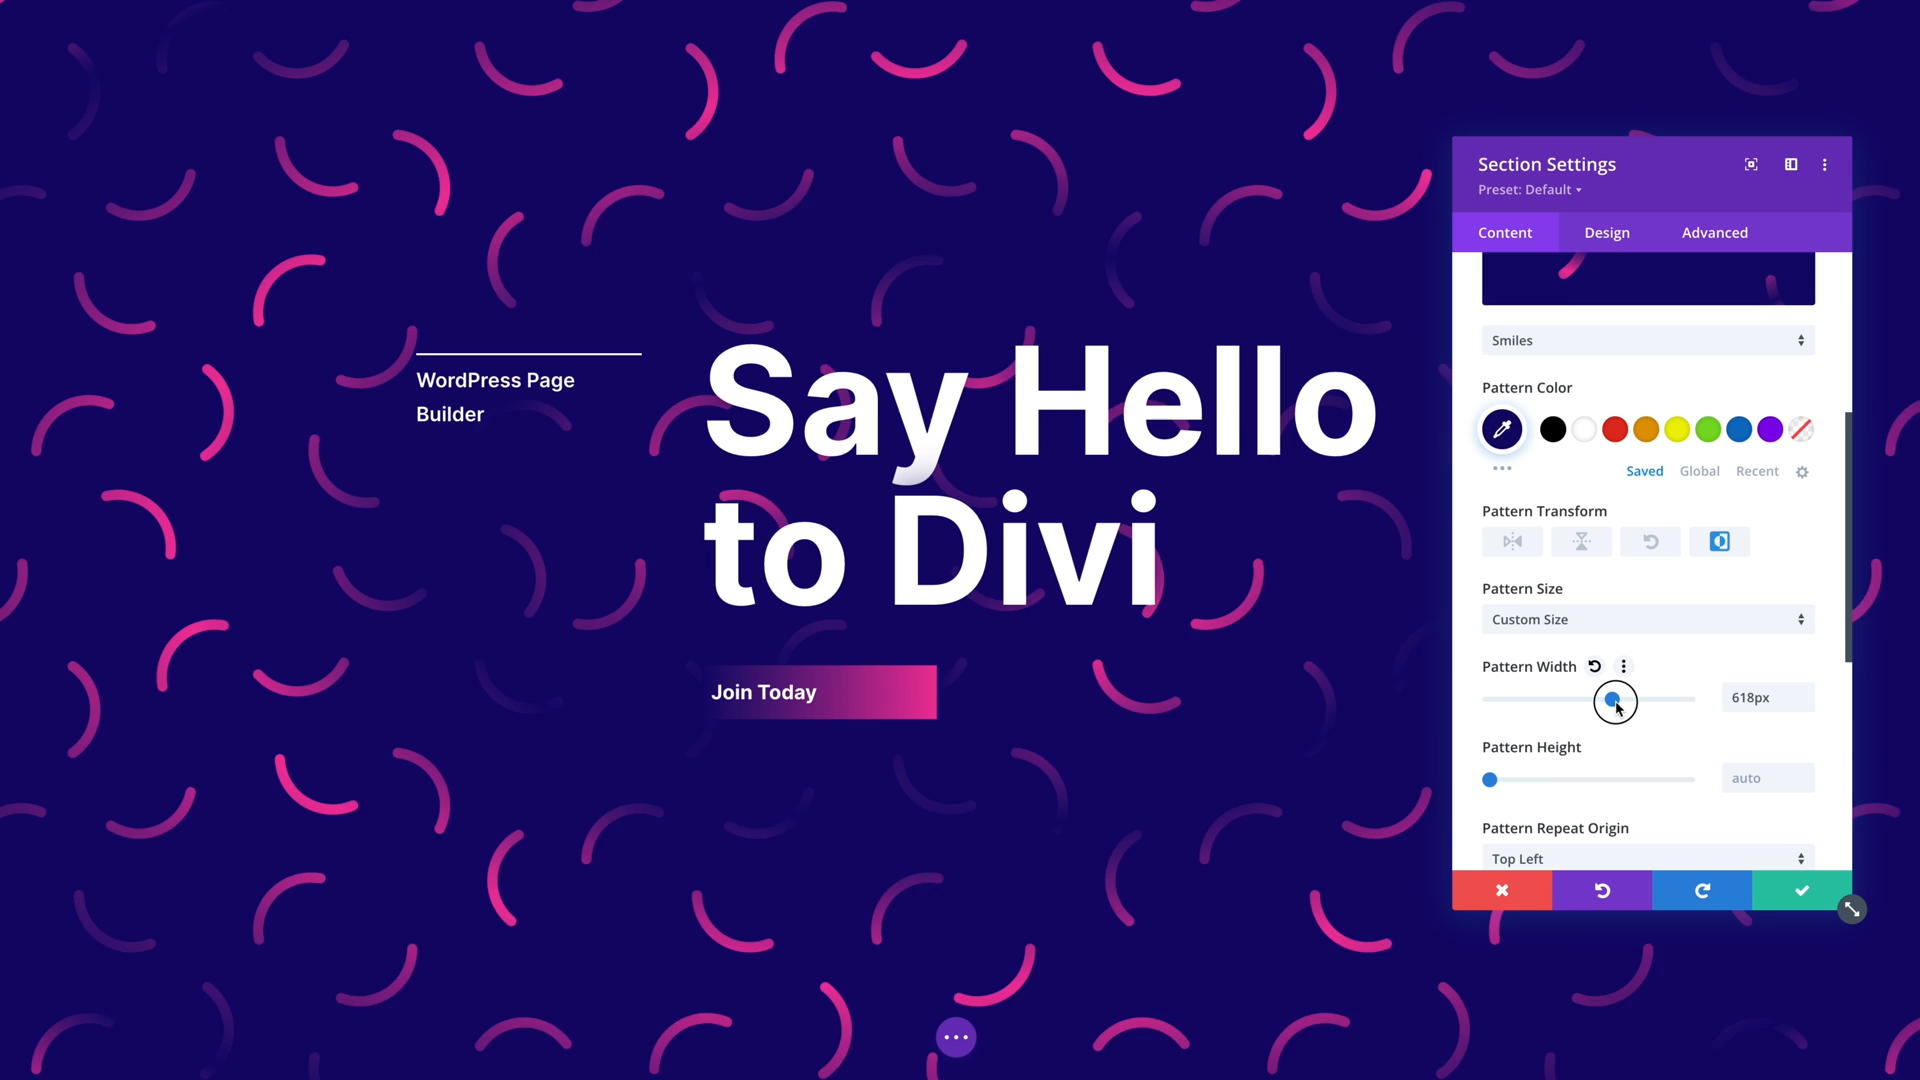 WordPress Page
Builder
Say Hello
to Divi
Join Today
Section Settings
Preset: Default
Content Design Advanced
Smiles
Pattern Color
Saved Global Recent
Pattern Transform
Pattern Size
Custom Size
Pattern Width
618px
Pattern Height
auto
Pattern Repeat Origin
Top Left